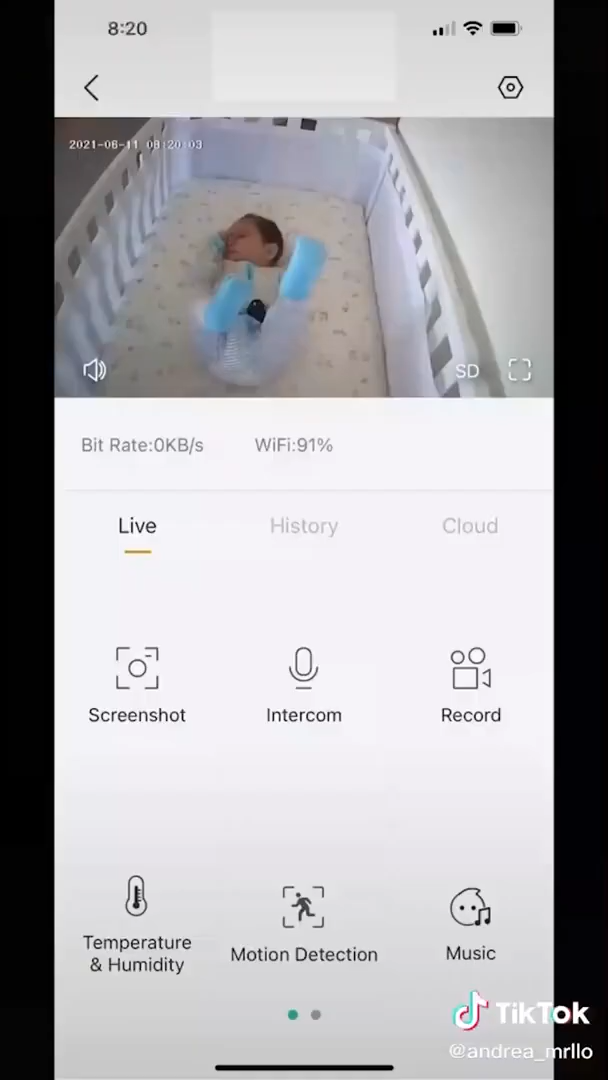 8:20
2021-06-11 08:20:03
SD
Bit Rate:0KB/s WiFi:91%
Live History Cloud
Screenshot Intercom Record
Temperature
& Humidity
Motion Detection
Music
TikTok
@andrea_mrllo